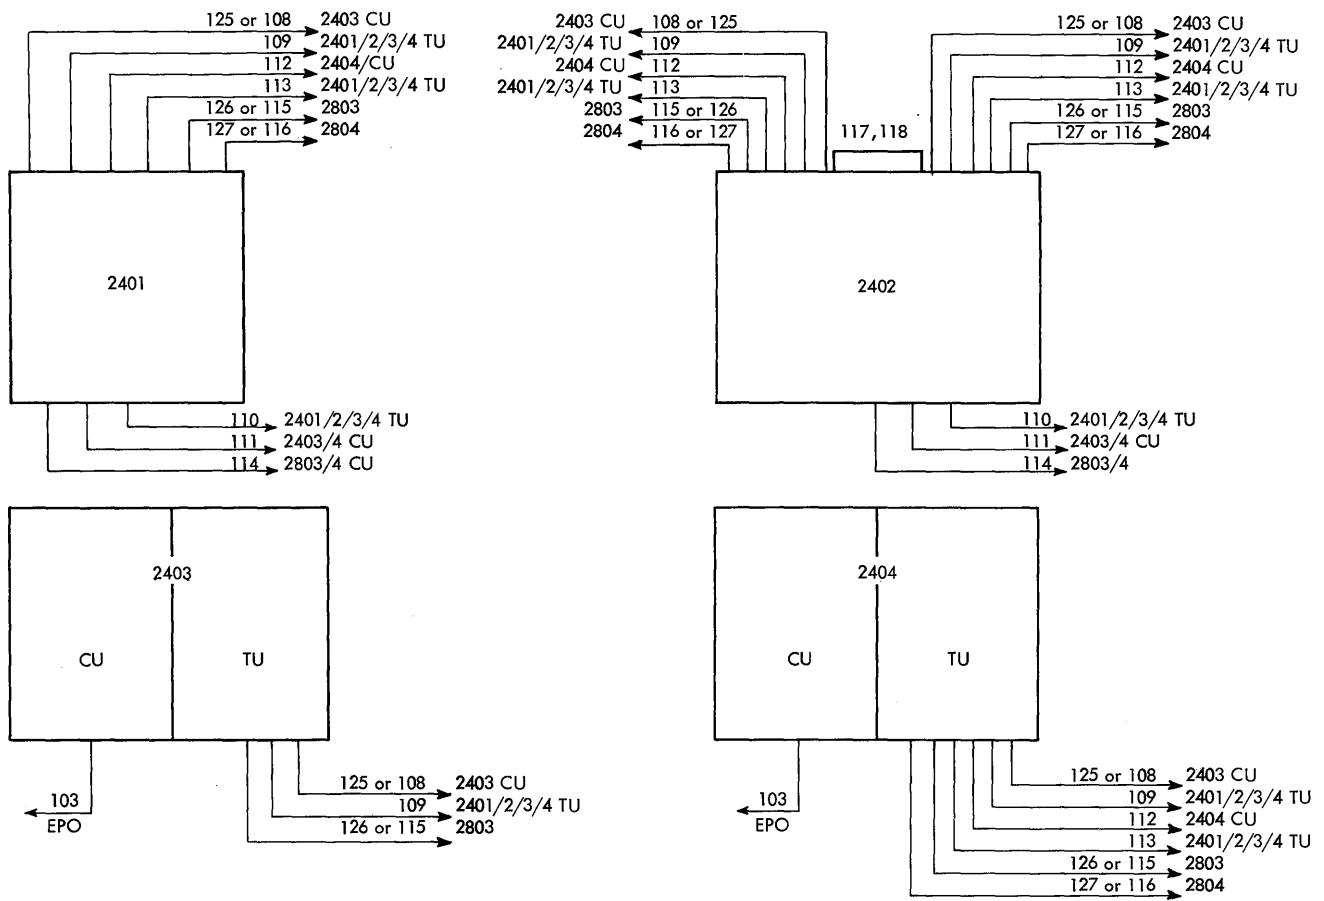 125 or 108 2403 CU
109 2401/2/3/4 TU
112 2404/CU
113 2401/2/3/4 TU
126 or 115 2803
127 or 116 2804
2401
110 2401/2/3/4 TU
111 2403/4 CU
114 2803/4 CU
2403 CU 108 or 125
2401/2/3/4 TU 109
2404 CU 112
2401/2/3/4 TU 113
2803 115 or 126
2804 116 or 127
117,118
125 or 108 2403 CU
109 2401/2/3/4 TU
112 2404 CU
113 2401/2/3/4 TU
126 or 115 2803
127 or 116 2804
2402
110 2401/2/3/4 TU
111 2403/4 CU
114 2803/4
2403
CU TU
103
EPO
125 or 108 2403 CU
109 2401/2/3/4 TU
126 or 115 2803
2404
CU TU
103
EPO
125 or 108 2403 CU
109 2401/2/3/4 TU
112 2404 CU
113 2401/2/3/4 TU
126 or 115 2803
127 or 116 2804